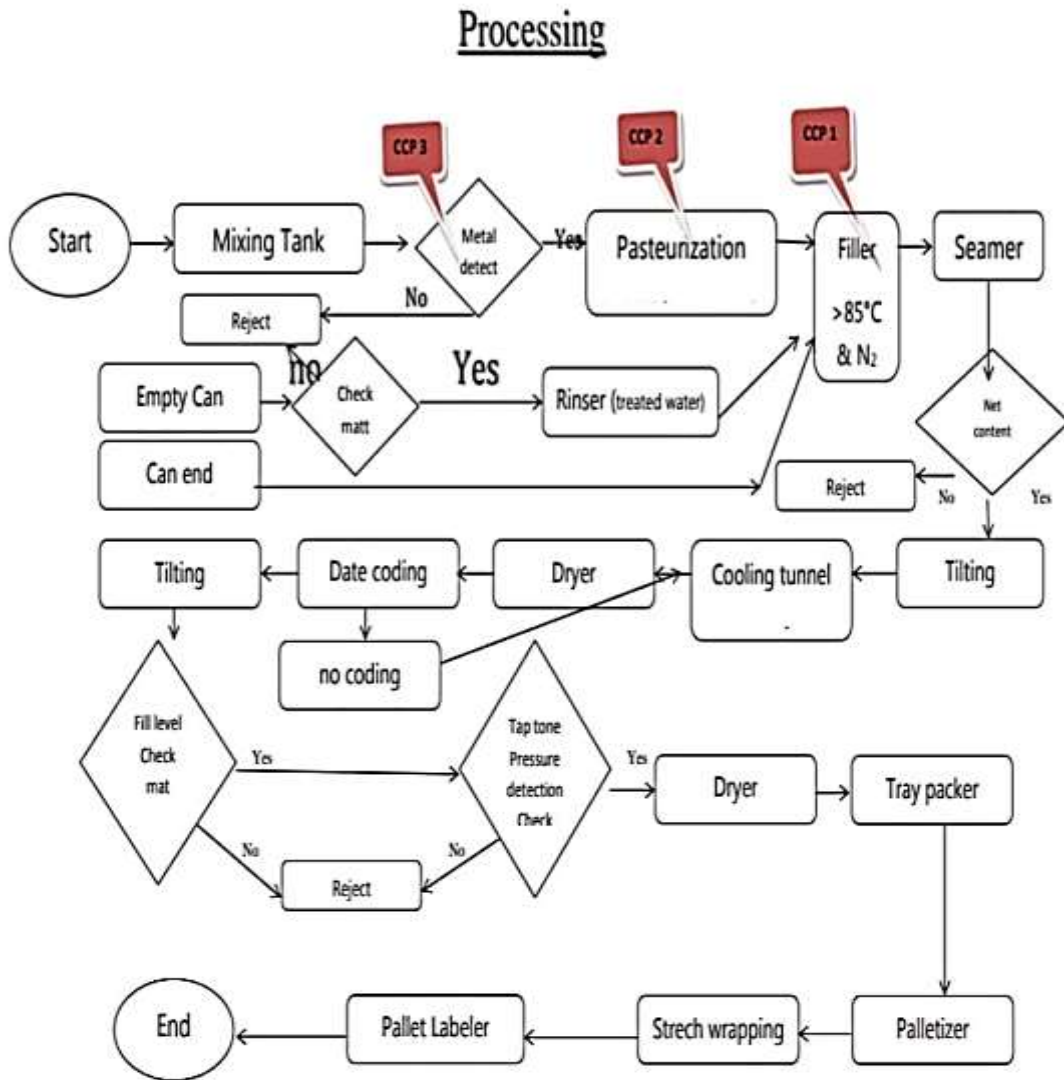 Processing
CCP 3
CCP 2
CCP 1
Start
Mixing Tank
Metal
detect
Yes
Pasteurization
Filler
>85°C
& N₂
Seamer
No
Reject
no
Empty Can
Check
matt
Yes
Rinser (treated water)
Net
content
Can end
Reject
No
Yes
Tilting
Date coding
Dryer
Cooling tunnel
Tilting
no coding
Fill level
Check
mat
Yes
Tap tone
Pressure
detection
Check
Yes
Dryer
Tray packer
No
No
Reject
End
Pallet Labeler
Strech wrapping
Palletizer